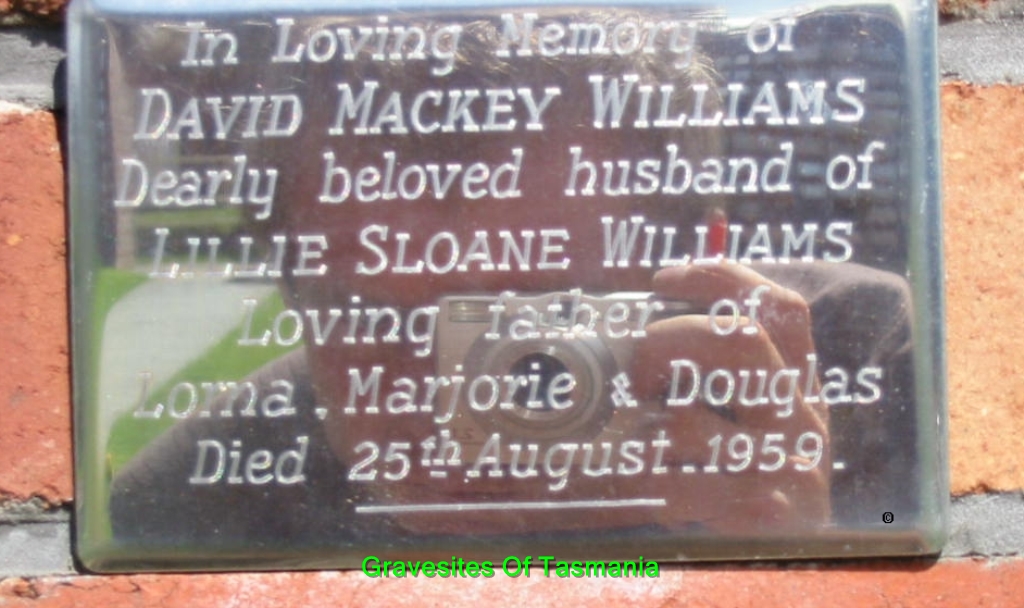 In Loving Memory of
DAVID MACKEY WILLIAMS
Dearly beloved husband of
LILLIE SLOANE WILLIAMS
Loving father of
Lorna, Marjorie & Douglas
Died 25th August. 1959.
©
Gravesites Of Tasmania